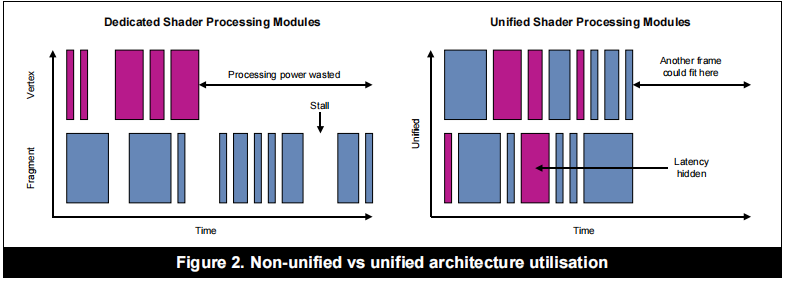 Dedicated Shader Processing Modules
Unified Shader Processing Modules
Vertex
Processing power wasted
Stall
Fragment
Time
Another frame
could fit here
Unified
Latency
hidden
Time
Figure 2. Non-unified vs unified architecture utilisation